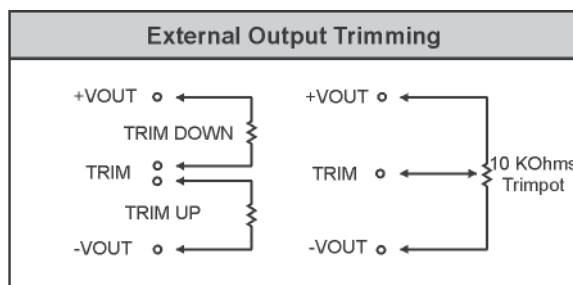 External Output Trimming
+VOUT
TRIM DOWN
TRIM
TRIM UP
-VOUT
+VOUT
TRIM
10 KOhms
Trimpot
-VOUT